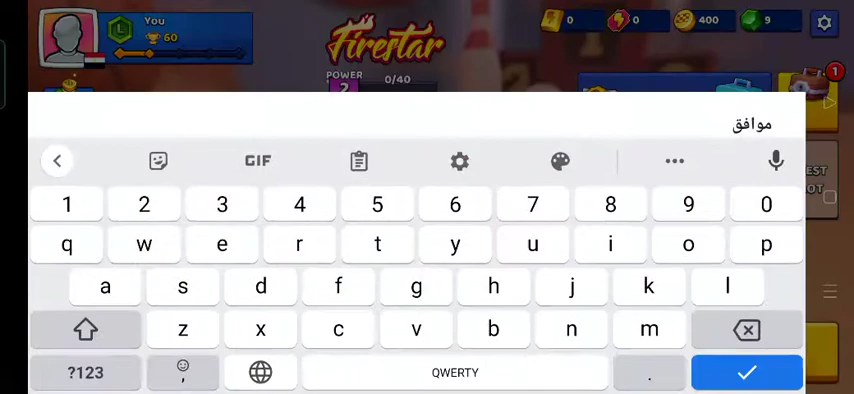 You
60
Firestar
POWER
2
0/40
0
0
400
9
1
موافق
GIF
1 2 3 4 5 6 7 8 9 0
q w e r t y u i o p
a s d f g h j k l
z x c v b n m
?123 , QWERTY .